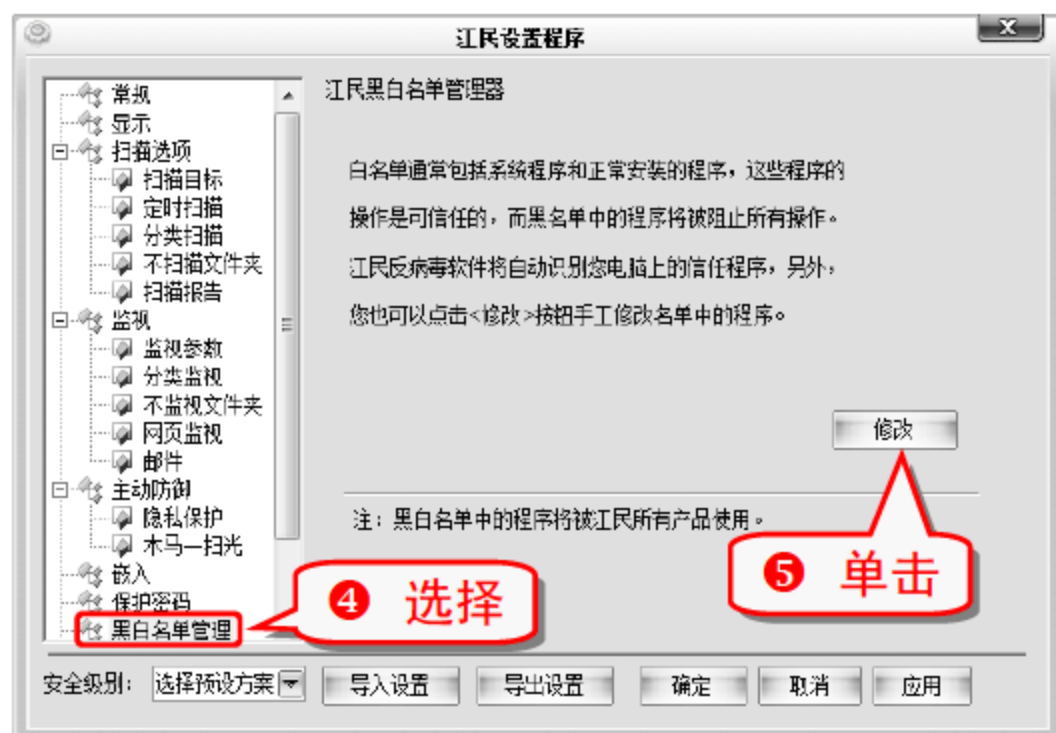 江民设置程序
常规
显示
扫描选项
扫描目标
定时扫描
分类扫描
不扫描文件夹
扫描报告
监视
监视参数
分类监视
不监视文件夹
网页监视
邮件
主动防御
隐私保护
木马一扫光
嵌入
保护密码
黑白名单管理
江民黑白名单管理器
白名单通常包括系统程序和正常安装的程序，这些程序的
操作是可信任的，而黑名单中的程序将被阻止所有操作。
江民反病毒软件将自动识别您电脑上的信任程序，另外，
您也可以点击<修改>按钮手工修改名单中的程序。
修改
注：黑白名单中的程序将被江民所有产品使用。
❹ 选择
❺ 单击
安全级别： 选择预设方案 导入设置 导出设置 确定 取消 应用